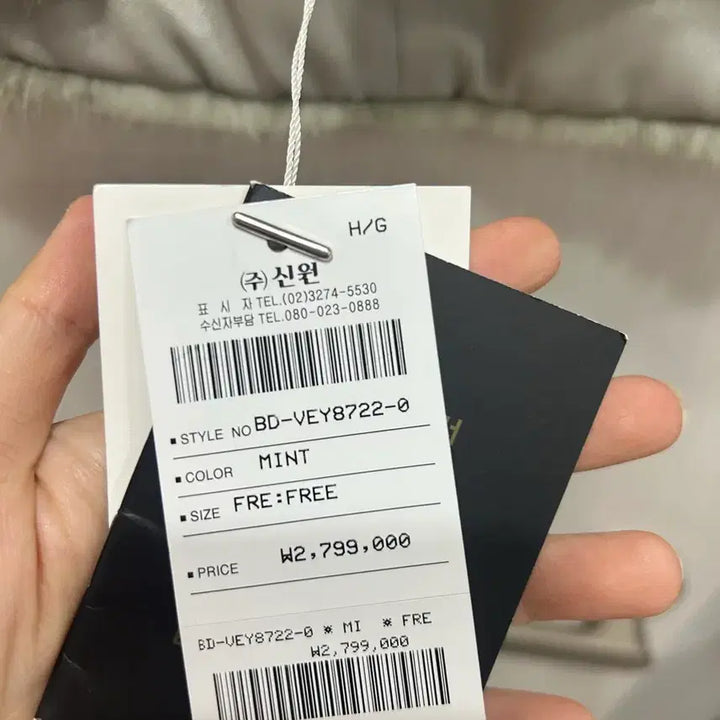 H/G
(주) 신원
표 시 자 TEL.(02)3274-5530
수신자부담 TEL.080-023-0888
▪STYLE NO BD-VEY8722-0
▪COLOR MINT
▪SIZE FRE:FREE
▪PRICE ₩2,799,000
BD-VEY8722-0 ※ MI ※ FRE
₩2,799,000